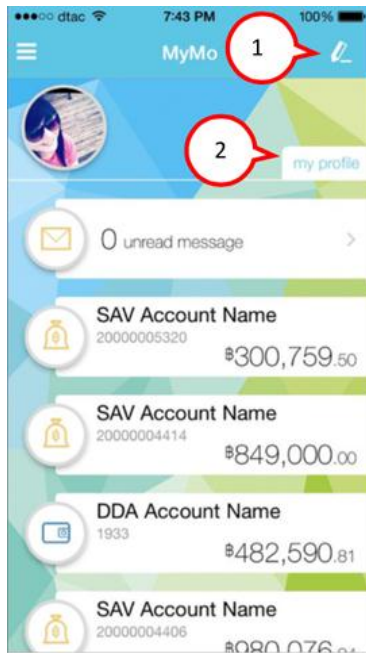 dtac 7:43 PM 100%
MyMo
1
2
my profile
0 unread message
SAV Account Name
20000005320
฿300,759.50
SAV Account Name
20000004414
฿849,000.00
DDA Account Name
1933
฿482,590.81
SAV Account Name
20000004406